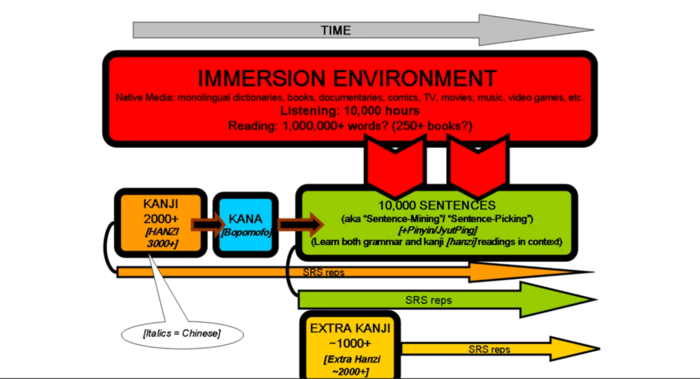 TIME
IMMERSION ENVIRONMENT
Native Media: monolingual dictionaries, books, documentaries, comics, TV, movies, music, video games, etc.
Listening: 10,000 hours
Reading: 1,000,000+ words? (250+ books?)
KANJI
2000+
[HANZI
3000+]
KANA
[Bopomofo]
10,000 SENTENCES
(aka "Sentence-Mining"/ "Sentence-Picking")
[+Pinyin/JyutPing]
(Learn both grammar and kanji [hanzi] readings in context)
SRS reps
SRS reps
[Italics = Chinese]
EXTRA KANJI
~1000+
[Extra Hanzi
~2000+]
SRS reps